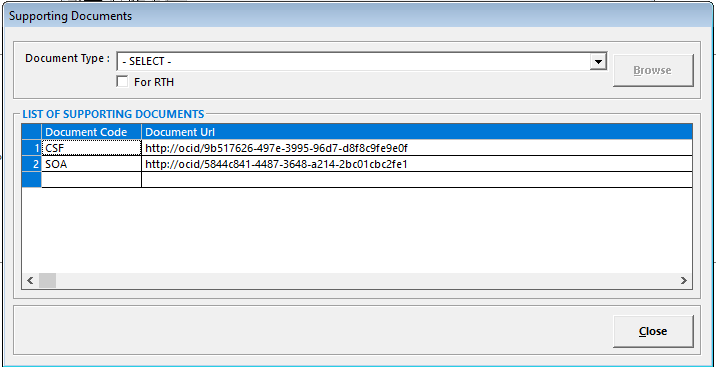 Supporting Documents
Document Type : - SELECT - Browse
For RTH
LIST OF SUPPORTING DOCUMENTS
Document Code Document Url
1 CSF http://ocid/9b517626-497e-3995-96d7-d8f8c9fe9e0f
2 SOA http://ocid/5844c841-4487-3648-a214-2bc01cbc2fe1
Close